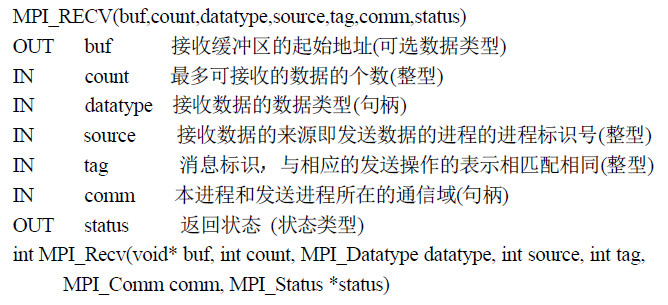 MPI_RECV(buf,count,datatype,source,tag,comm,status)
OUT buf 接收缓冲区的起始地址(可选数据类型)
IN count 最多可接收的数据的个数(整型)
IN datatype 接收数据的数据类型(句柄)
IN source 接收数据的来源即发送数据的进程的进程标识号(整型)
IN tag 消息标识，与相应的发送操作的表示相匹配相同(整型)
IN comm 本进程和发送进程所在的通信域(句柄)
OUT status 返回状态 (状态类型)
int MPI_Recv(void* buf, int count, MPI_Datatype datatype, int source, int tag,
MPI_Comm comm, MPI_Status *status)